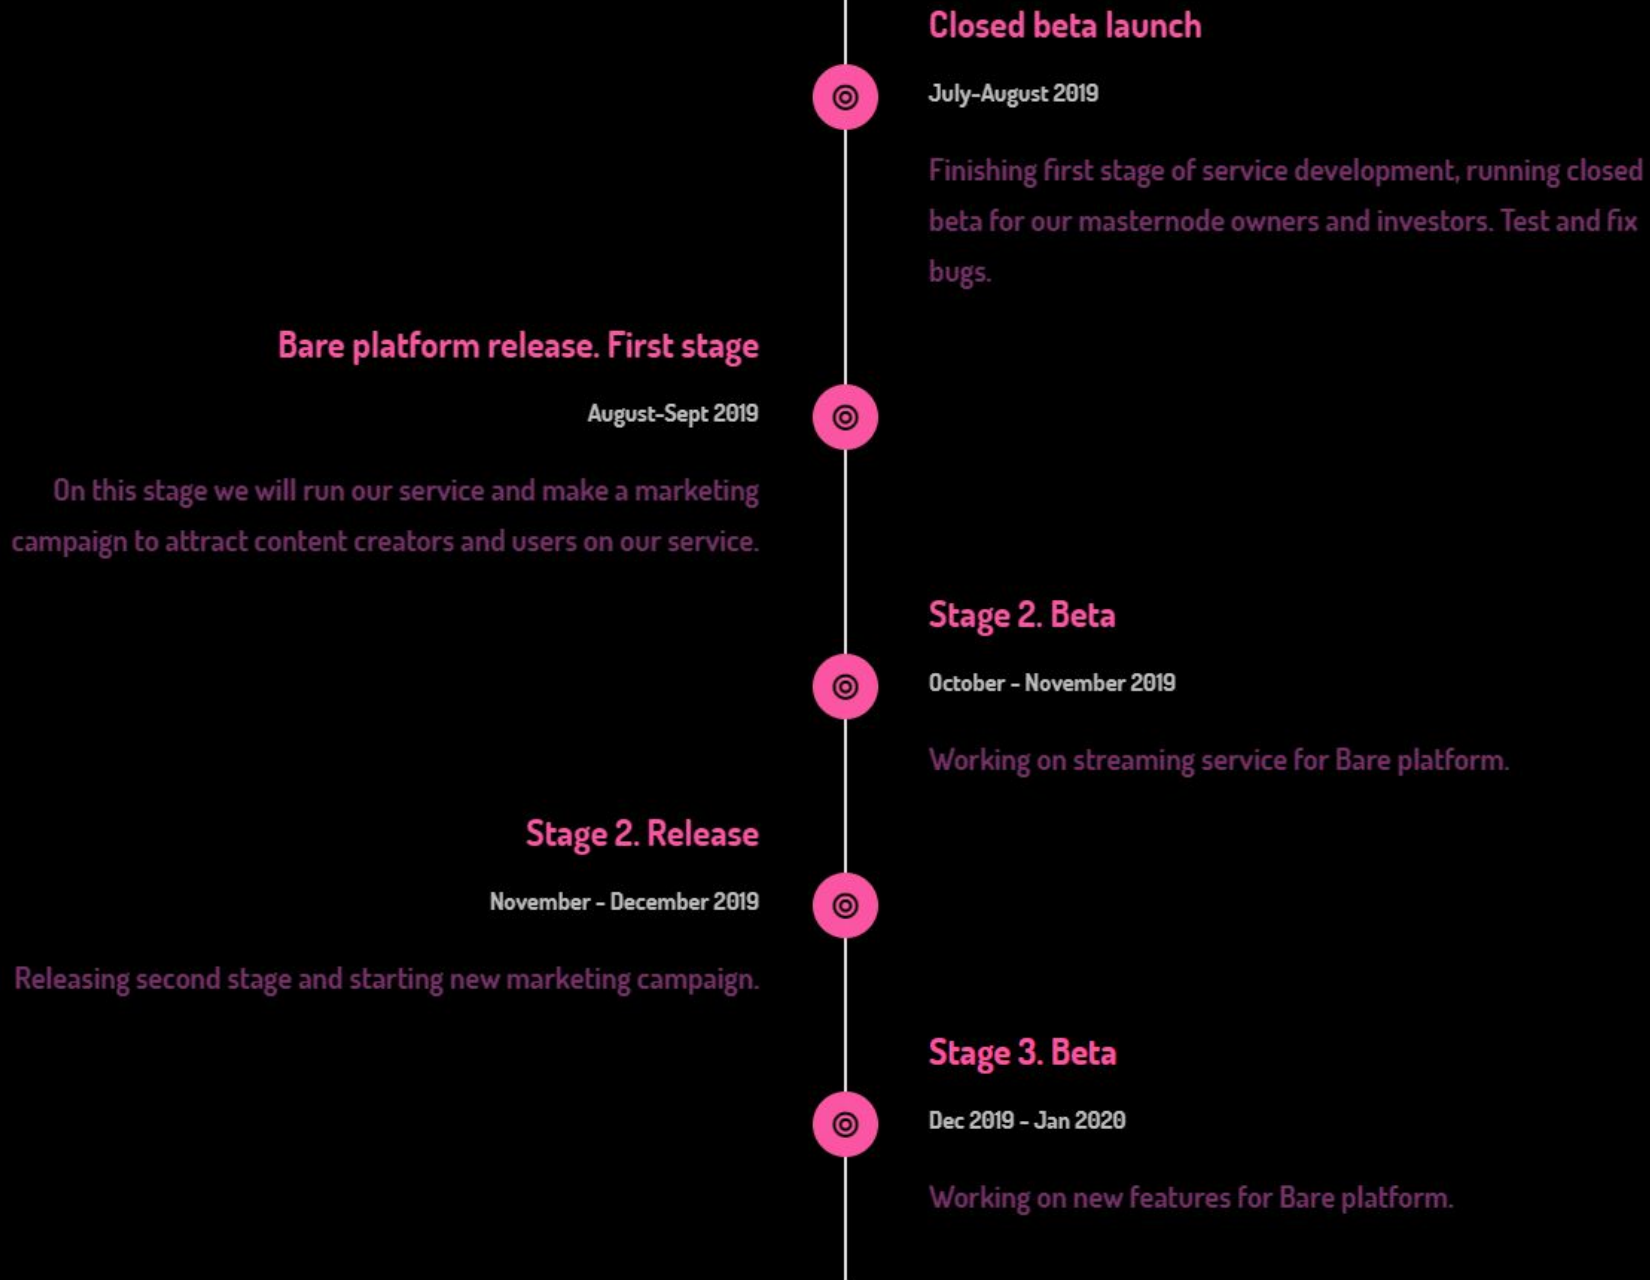 Closed beta launch
July-August 2019
Finishing first stage of service development, running closed
beta for our masternode owners and investors. Test and fix
bugs.
Bare platform release. First stage
August-Sept 2019
On this stage we will run our service and make a marketing
campaign to attract content creators and users on our service.
Stage 2. Beta
October - November 2019
Working on streaming service for Bare platform.
Stage 2. Release
November - December 2019
Releasing second stage and starting new marketing campaign.
Stage 3. Beta
Dec 2019 - Jan 2020
Working on new features for Bare platform.